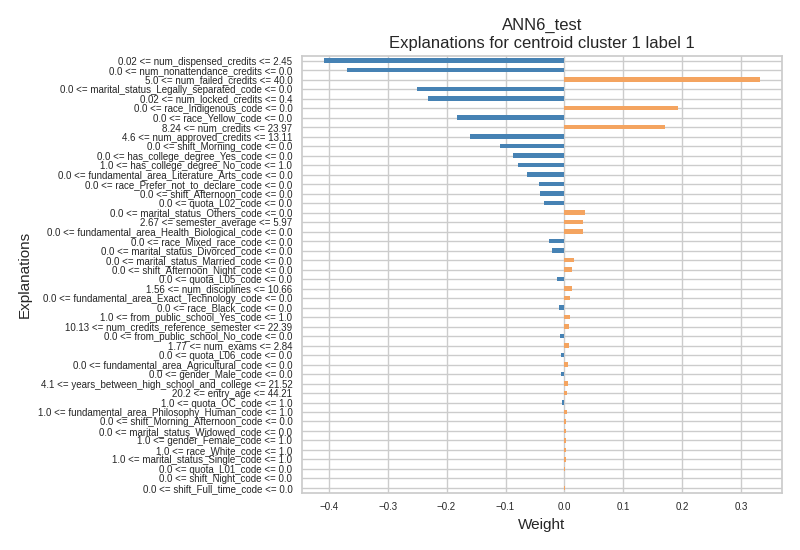 ANN6_test
Explanations for centroid cluster 1 label 1
Explanations
0.02 <= num_dispensed_credits <= 2.45
0.0 <= num_nonattendance_credits <= 0.0
5.0 <= num_failed_credits <= 40.0
0.0 <= marital_status_Legally_separated_code <= 0.0
0.02 <= num_locked_credits <= 0.4
0.0 <= race_Indigenous_code <= 0.0
0.0 <= race_Yellow_code <= 0.0
8.24 <= num_credits <= 23.97
4.6 <= num_approved_credits <= 13.11
0.0 <= shift_Morning_code <= 0.0
0.0 <= has_college_degree_Yes_code <= 0.0
1.0 <= has_college_degree_No_code <= 1.0
0.0 <= fundamental_area_Literature_Arts_code <= 0.0
0.0 <= race_Prefer_not_to_declare_code <= 0.0
0.0 <= shift_Afternoon_code <= 0.0
0.0 <= quota_L02_code <= 0.0
0.0 <= marital_status_Others_code <= 0.0
2.67 <= semester_average <= 5.97
0.0 <= fundamental_area_Health_Biological_code <= 0.0
0.0 <= race_Mixed_race_code <= 0.0
0.0 <= marital_status_Divorced_code <= 0.0
0.0 <= marital_status_Married_code <= 0.0
0.0 <= shift_Afternoon_Night_code <= 0.0
0.0 <= quota_L05_code <= 0.0
1.56 <= num_disciplines <= 10.66
0.0 <= fundamental_area_Exact_Technology_code <= 0.0
0.0 <= race_Black_code <= 0.0
1.0 <= from_public_school_Yes_code <= 1.0
10.13 <= num_credits_reference_semester <= 22.39
0.0 <= from_public_school_No_code <= 0.0
1.77 <= num_exams <= 2.84
0.0 <= quota_L06_code <= 0.0
0.0 <= fundamental_area_Agricultural_code <= 0.0
0.0 <= gender_Male_code <= 0.0
4.1 <= years_between_high_school_and_college <= 21.52
20.2 <= entry_age <= 44.21
1.0 <= quota_OC_code <= 1.0
1.0 <= fundamental_area_Philosophy_Human_code <= 1.0
0.0 <= shift_Morning_Afternoon_code <= 0.0
0.0 <= marital_status_Widowed_code <= 0.0
1.0 <= gender_Female_code <= 1.0
1.0 <= race_White_code <= 1.0
1.0 <= marital_status_Single_code <= 1.0
0.0 <= quota_L01_code <= 0.0
0.0 <= shift_Night_code <= 0.0
0.0 <= shift_Full_time_code <= 0.0
−0.4 −0.3 −0.2 −0.1 0.0 0.1 0.2 0.3
Weight